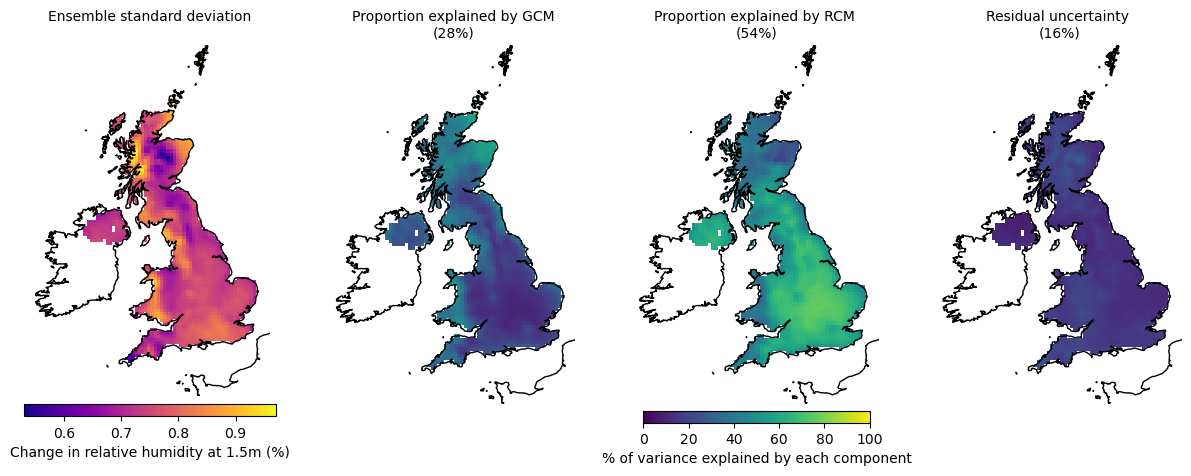 Ensemble standard deviation
Proportion explained by GCM
(28%)
Proportion explained by RCM
(54%)
Residual uncertainty
(16%)
0.6 0.7 0.8 0.9
Change in relative humidity at 1.5m (%)
0 20 40 60 80 100
% of variance explained by each component